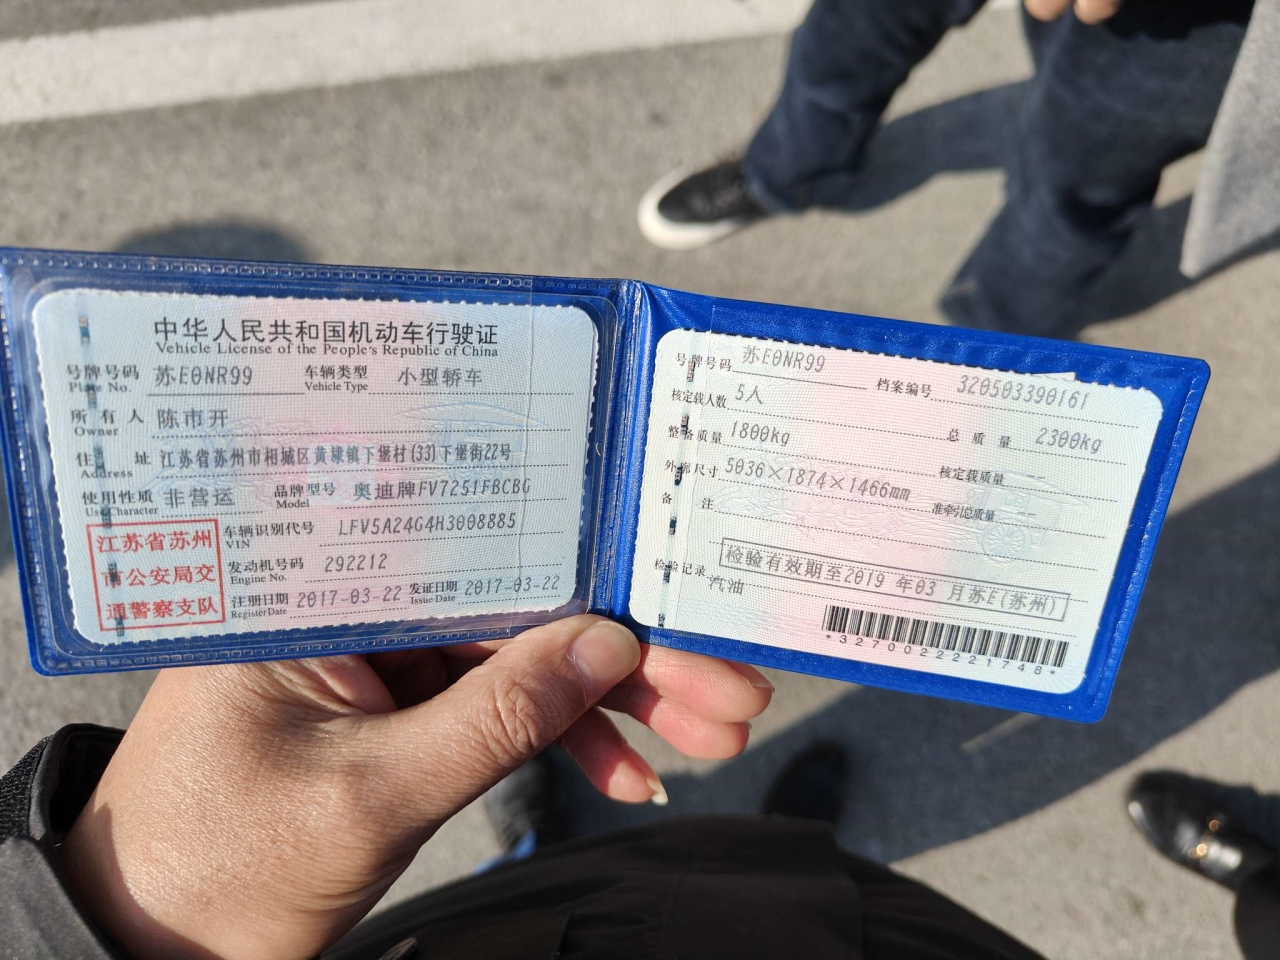 中华人民共和国机动车行驶证
Vehicle License of the People's Republic of China
号牌号码 苏E0NR99 车辆类型 小型轿车
Plate No. Vehicle Type
所有人 陈市开
Owner
住址 江苏省苏州市相城区黄埭镇下堡村(33)下堡街22号
Address
使用性质 非营运 品牌型号 奥迪牌FV7251FBCBG
Use Character Model
江苏省苏州
市公安局交
通警察支队
车辆识别代号 LFV5A24G4H3008885
VIN
发动机号码 292212
Engine No.
注册日期 2017-03-22 发证日期 2017-03-22
Register Date Issue Date
号牌号码 苏E0NR99 档案编号 320503390161
核定载人数 5人 总质量 2300kg
整备质量 1800kg 核定载质量 --
外廓尺寸 5036×1874×1466mm 准牵引总质量 --
备注
检验有效期至2019年03月苏E(苏州)
检验记录 汽油
*3270022221748*